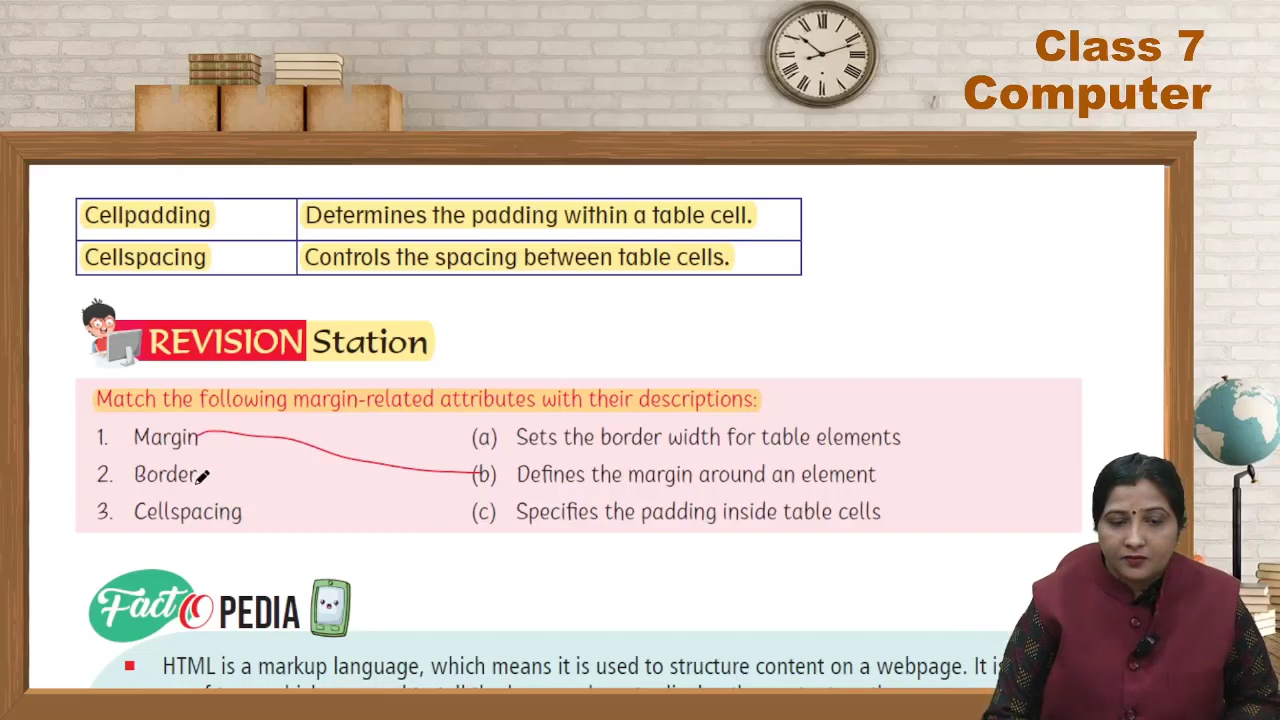 Class 7
Computer
Cellpadding Determines the padding within a table cell.
Cellspacing Controls the spacing between table cells.
REVISION Station
Match the following margin-related attributes with their descriptions:
1. Margin (a) Sets the border width for table elements
2. Border (b) Defines the margin around an element
3. Cellspacing (c) Specifies the padding inside table cells
Fact O PEDIA
HTML is a markup language, which means it is used to structure content on a webpage. It is